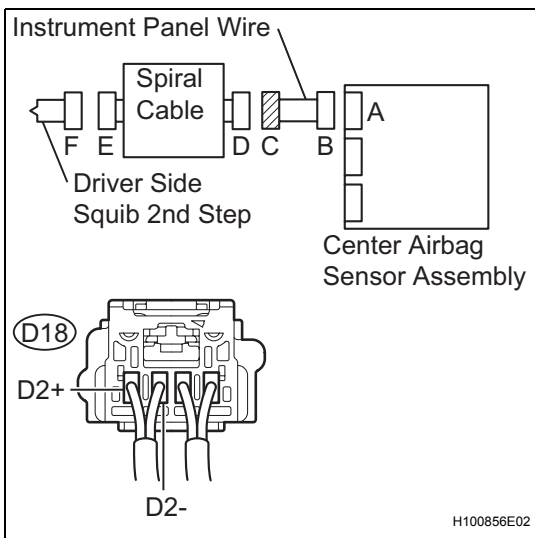 Instrument Panel Wire
Spiral
Cable
A
F
E
D
C
B
Driver Side
Squib 2nd Step
Center Airbag
Sensor Assembly
D18
D2+
D2-
H100856E02